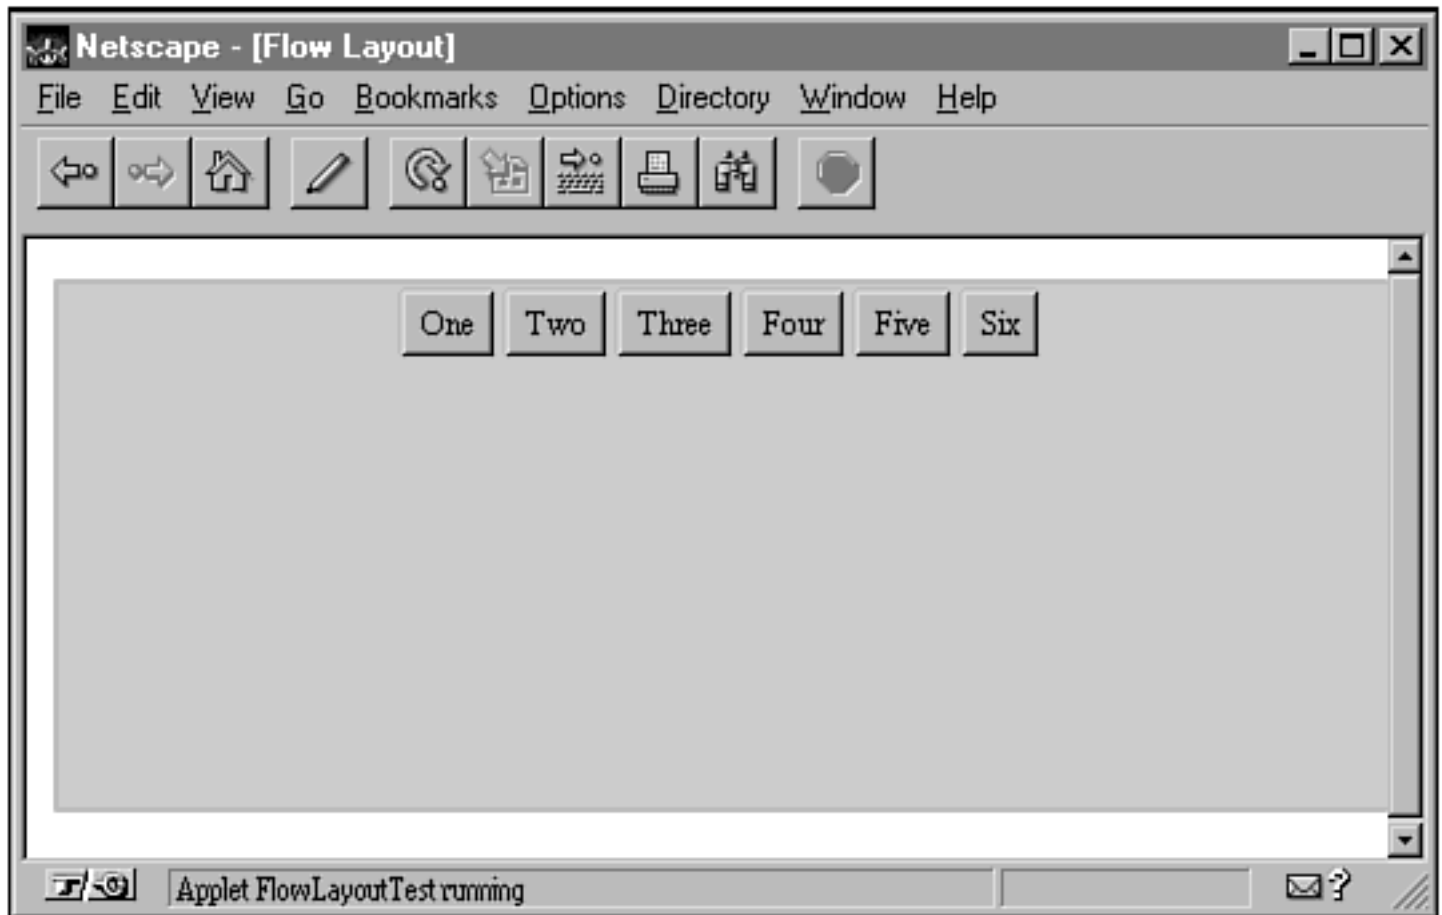 Netscape - [Flow Layout]
File Edit View Go Bookmarks Options Directory Window Help
One Two Three Four Five Six
Applet FlowLayoutTest running